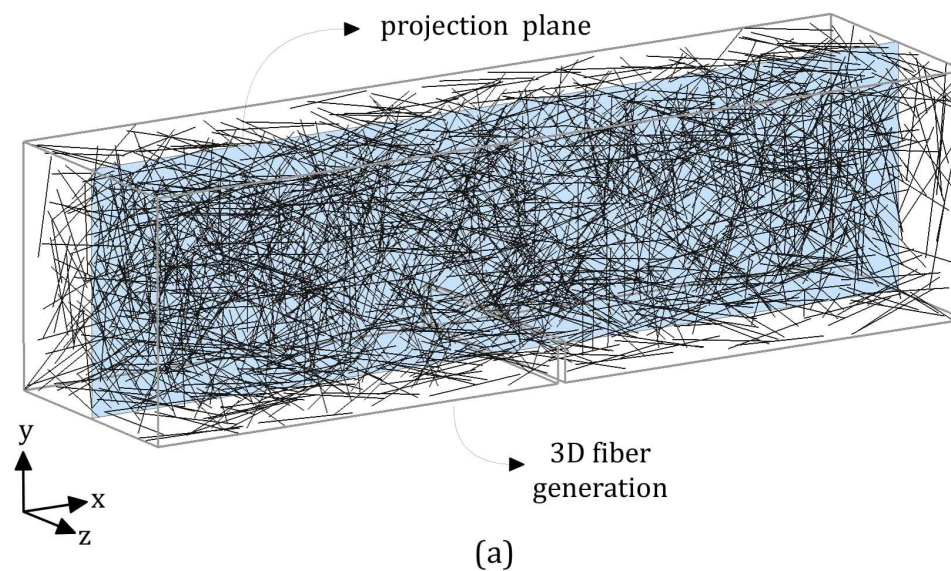 projection plane
3D fiber
generation
y
x
z
(a)